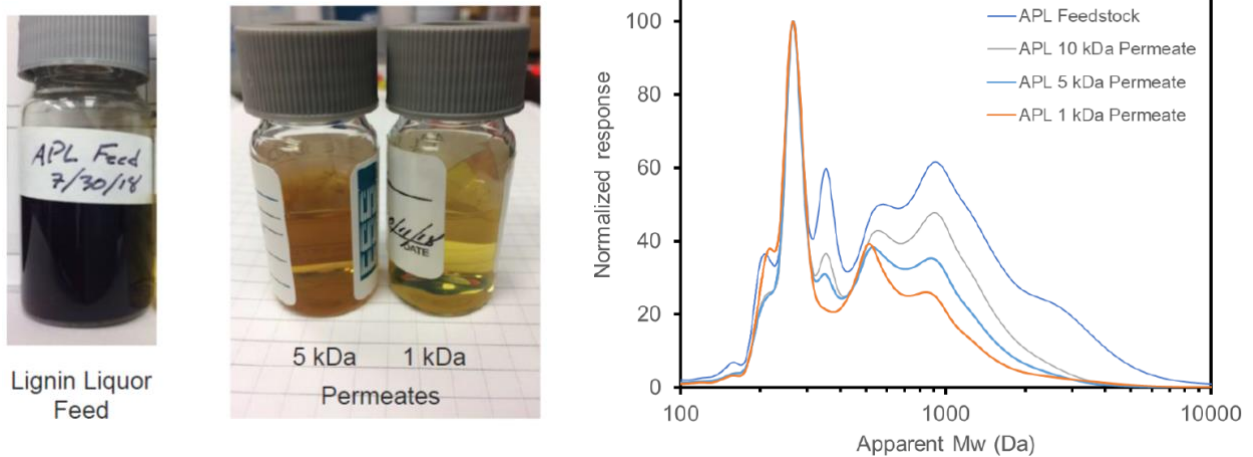 APL Feed
7/30/18
Lignin Liquor
Feed
DATE
5 kDa 1 kDa
Permeates
APL Feedstock
APL 10 kDa Permeate
APL 5 kDa Permeate
APL 1 kDa Permeate
Normalized response
100
80
60
40
20
0
100 1000 10000
Apparent Mw (Da)